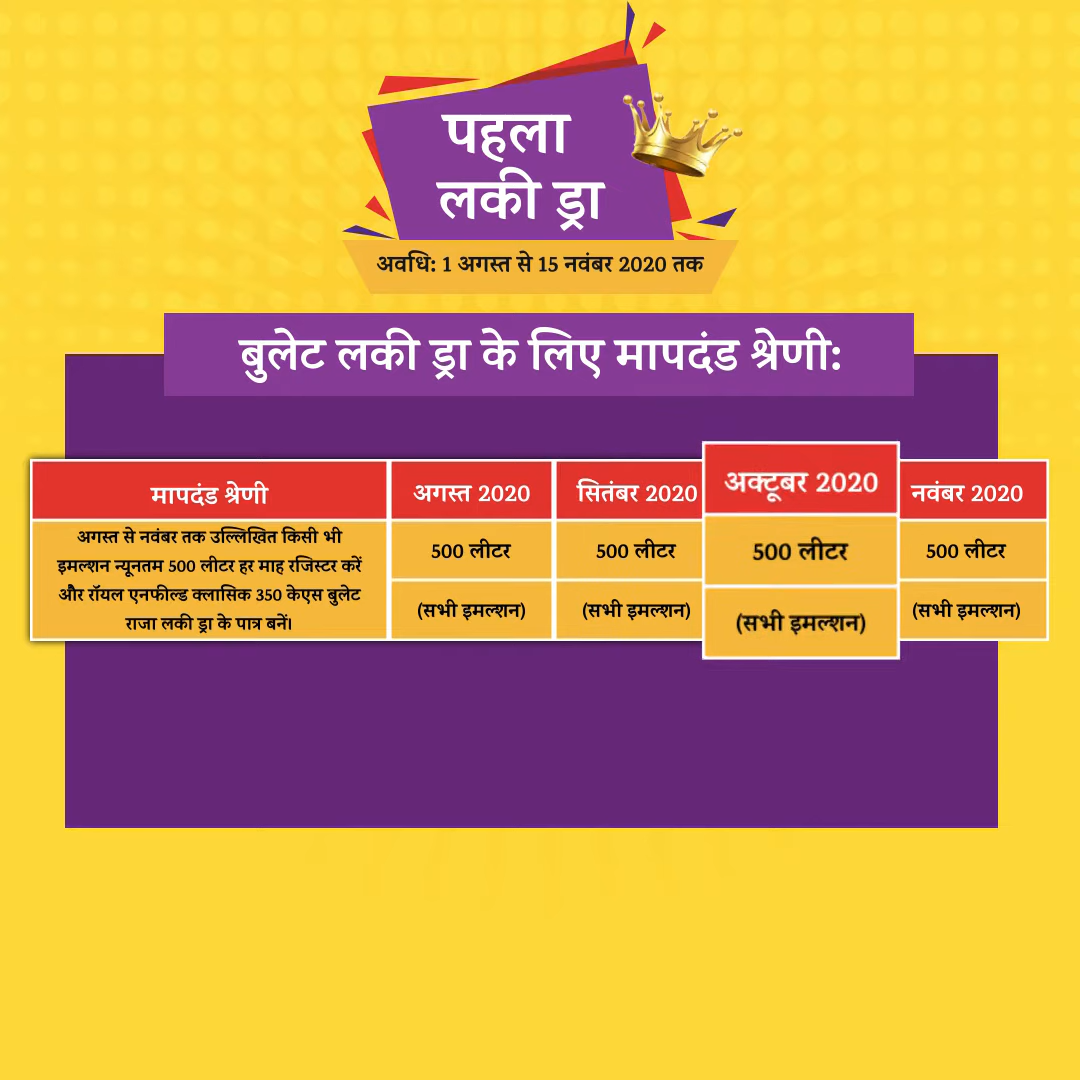 पहला
लकी ड्रा
अवधि: 1 अगस्त से 15 नवंबर 2020 तक
बुलेट लकी ड्रा के लिए मापदंड श्रेणी:
मापदंड श्रेणी
अगस्त 2020
सितंबर 2020
अक्टूबर 2020
नवंबर 2020
अगस्त से नवंबर तक उल्लिखित किसी भी
इमल्शन न्यूनतम 500 लीटर हर माह रजिस्टर करें
और रॉयल एनफील्ड क्लासिक 350 केएस बुलेट
राजा लकी ड्रा के पात्र बनें।
500 लीटर
500 लीटर
500 लीटर
500 लीटर
(सभी इमल्शन)
(सभी इमल्शन)
(सभी इमल्शन)
(सभी इमल्शन)